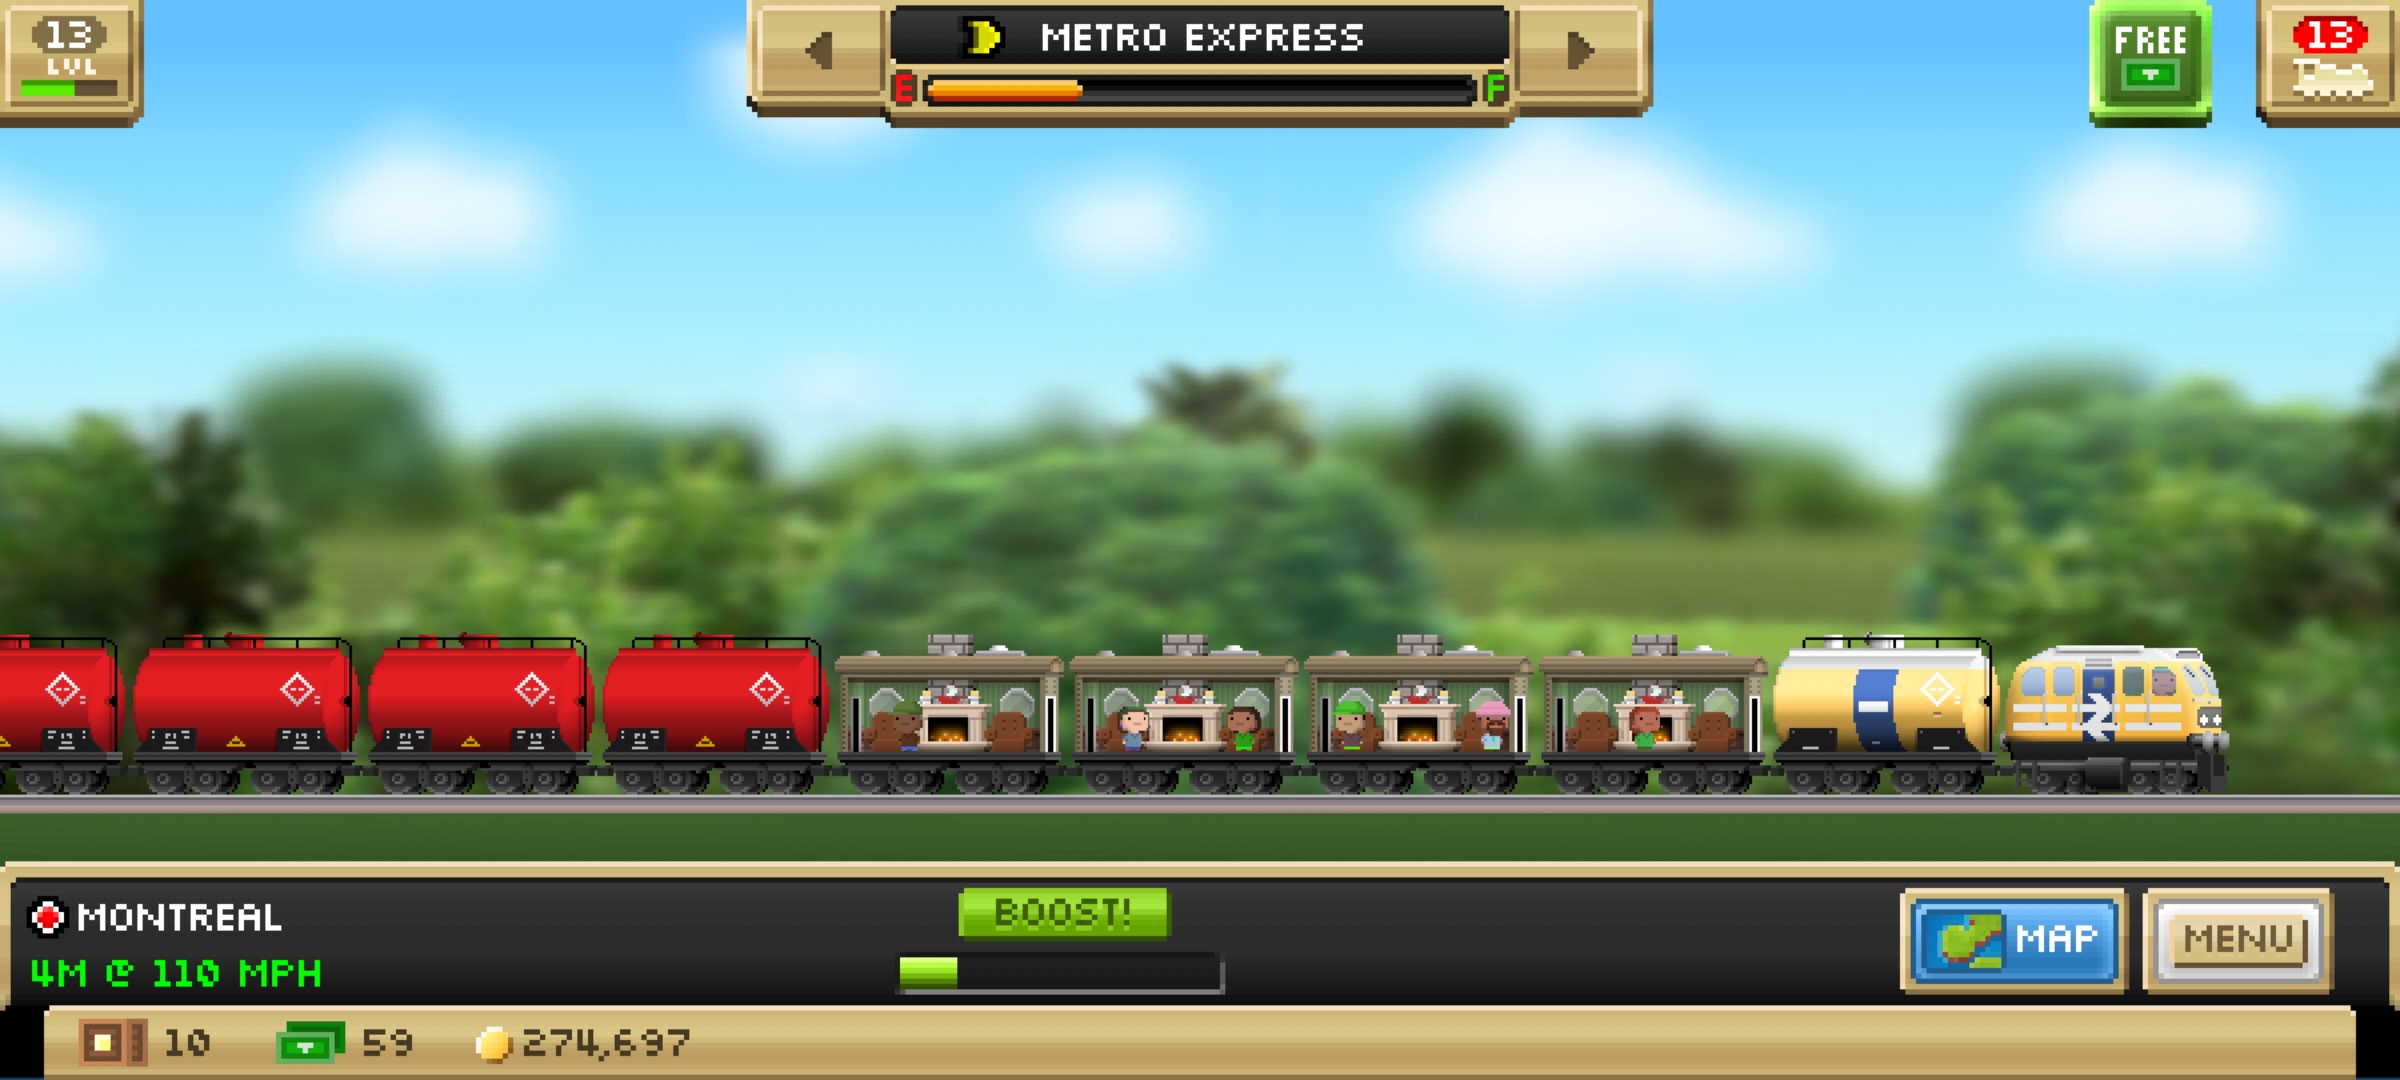 13
LVL
METRO EXPRESS
E F
FREE
13
MONTREAL
4M @ 110 MPH
BOOST!
MAP
MENU
10 59 274,697